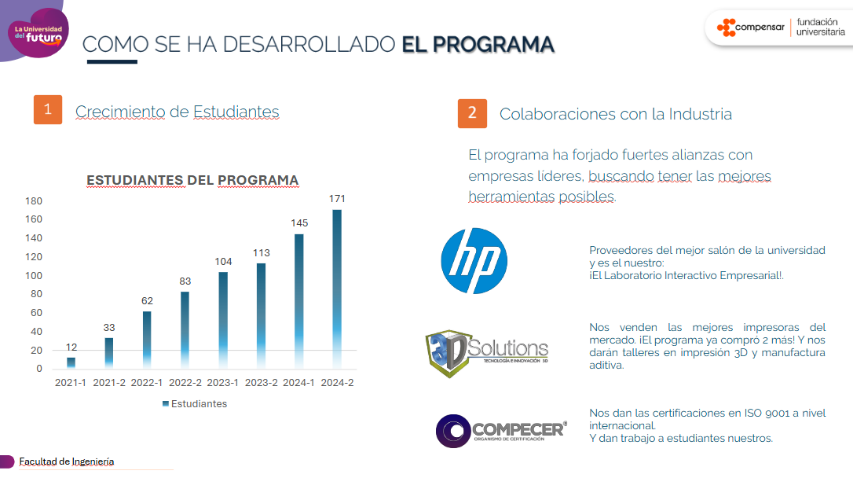 La Universidad
del futuro
COMO SE HA DESARROLLADO EL PROGRAMA
compensar
fundación
universitaria
1
Crecimiento de Estudiantes
ESTUDIANTES DEL PROGRAMA
180
160
140
120
100
80
60
40
20
0
12
33
62
83
104
113
145
171
2021-1 2021-2 2022-1 2022-2 2023-1 2023-2 2024-1 2024-2
Estudiantes
2
Colaboraciones con la Industria
El programa ha forjado fuertes alianzas con
empresas líderes, buscando tener las mejores
herramientas posibles.
hp
Proveedores del mejor salón de la universidad
y es el nuestro:
¡El Laboratorio Interactivo Empresarial!.
3D Solutions
TECNOLOGÍA E INNOVACIÓN
Nos venden las mejores impresoras del
mercado. ¡El programa ya compró 2 más! Y nos
darán talleres en impresión 3D y manufactura
aditiva.
COMPECER
ORGANISMO DE CERTIFICACIÓN
Nos dan las certificaciones en ISO 9001 a nivel
internacional.
Y dan trabajo a estudiantes nuestros.
Facultad de Ingeniería